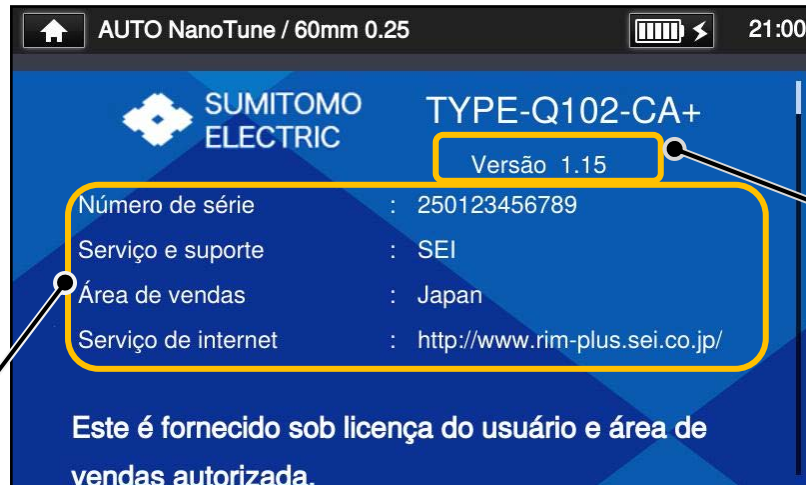 AUTO NanoTune / 60mm 0.25 21:00
SUMITOMO ELECTRIC
TYPE-Q102-CA+
Versão 1.15
Número de série : 250123456789
Serviço e suporte : SEI
Área de vendas : Japan
Serviço de internet : http://www.rim-plus.sei.co.jp/
Este é fornecido sob licença do usuário e área de
vendas autorizada.